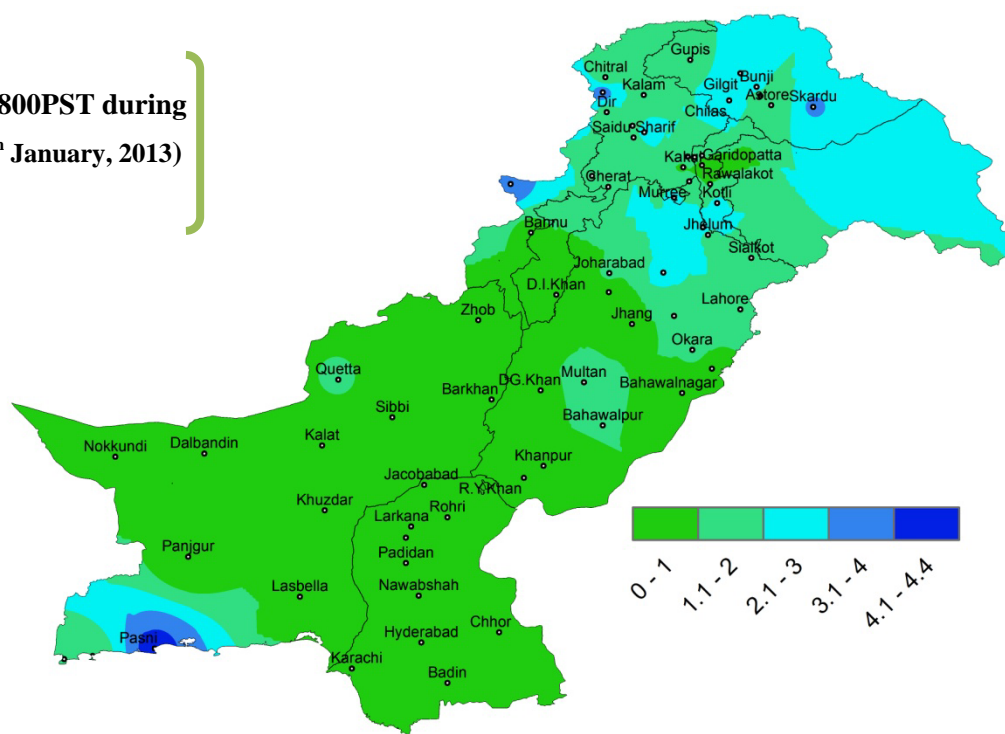 800PST during
h January, 2013)
Gupis
Chitral
Kalam
Gilgit
Bunji
Astore
Skardu
Dir
Chilas
Saidu Sharif
Kakul
Garidopatta
Rawalakot
Cherat
Murree
Kotli
Bannu
Jhelum
Sialkot
Joharabad
D.I.Khan
Lahore
Zhob
Jhang
Okara
Quetta
DG.Khan
Multan
Bahawalnagar
Barkhan
Sibbi
Bahawalpur
Nokkundi
Dalbandin
Kalat
Khanpur
Jacobabad
R.Y.Khan
Khuzdar
Rohri
Larkana
Panjgur
Padidan
Lasbella
Nawabshah
Chhor
Pasni
Hyderabad
Karachi
Badin
0 - 1
1.1 - 2
2.1 - 3
3.1 - 4
4.1 - 4.4